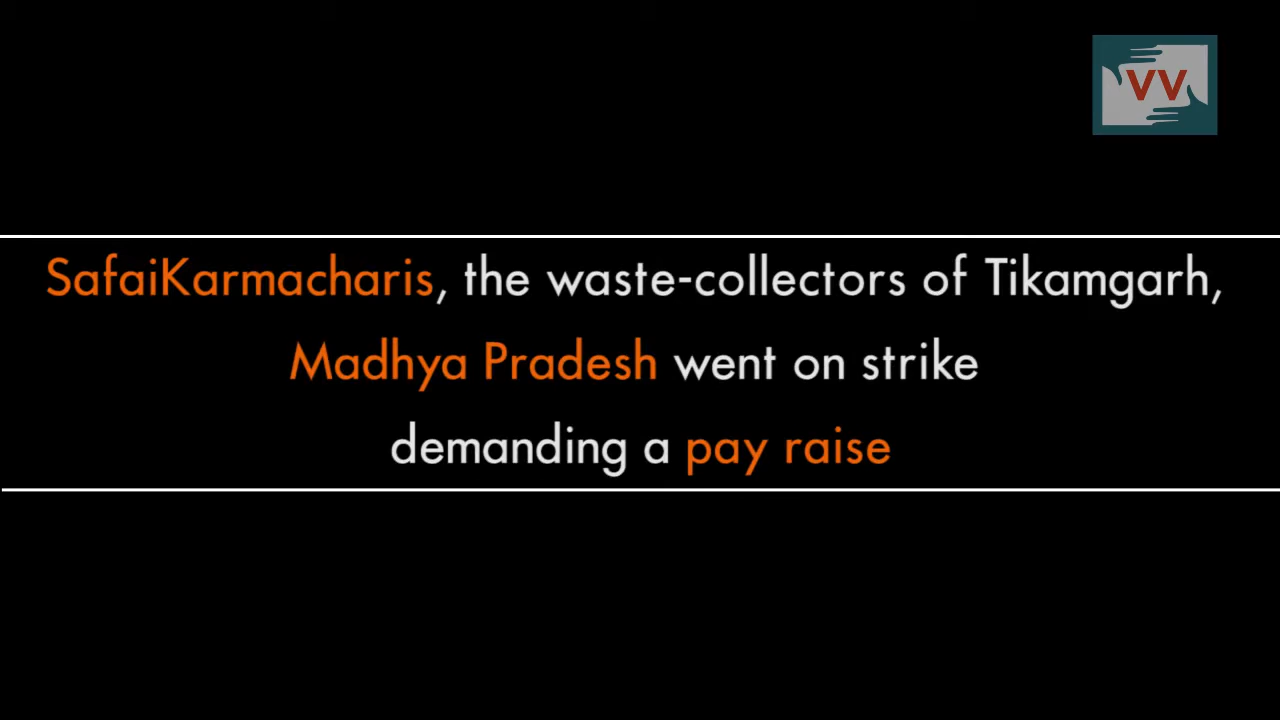 VV
SafaiKarmacharis, the waste-collectors of Tikamgarh,
Madhya Pradesh went on strike
demanding a pay raise